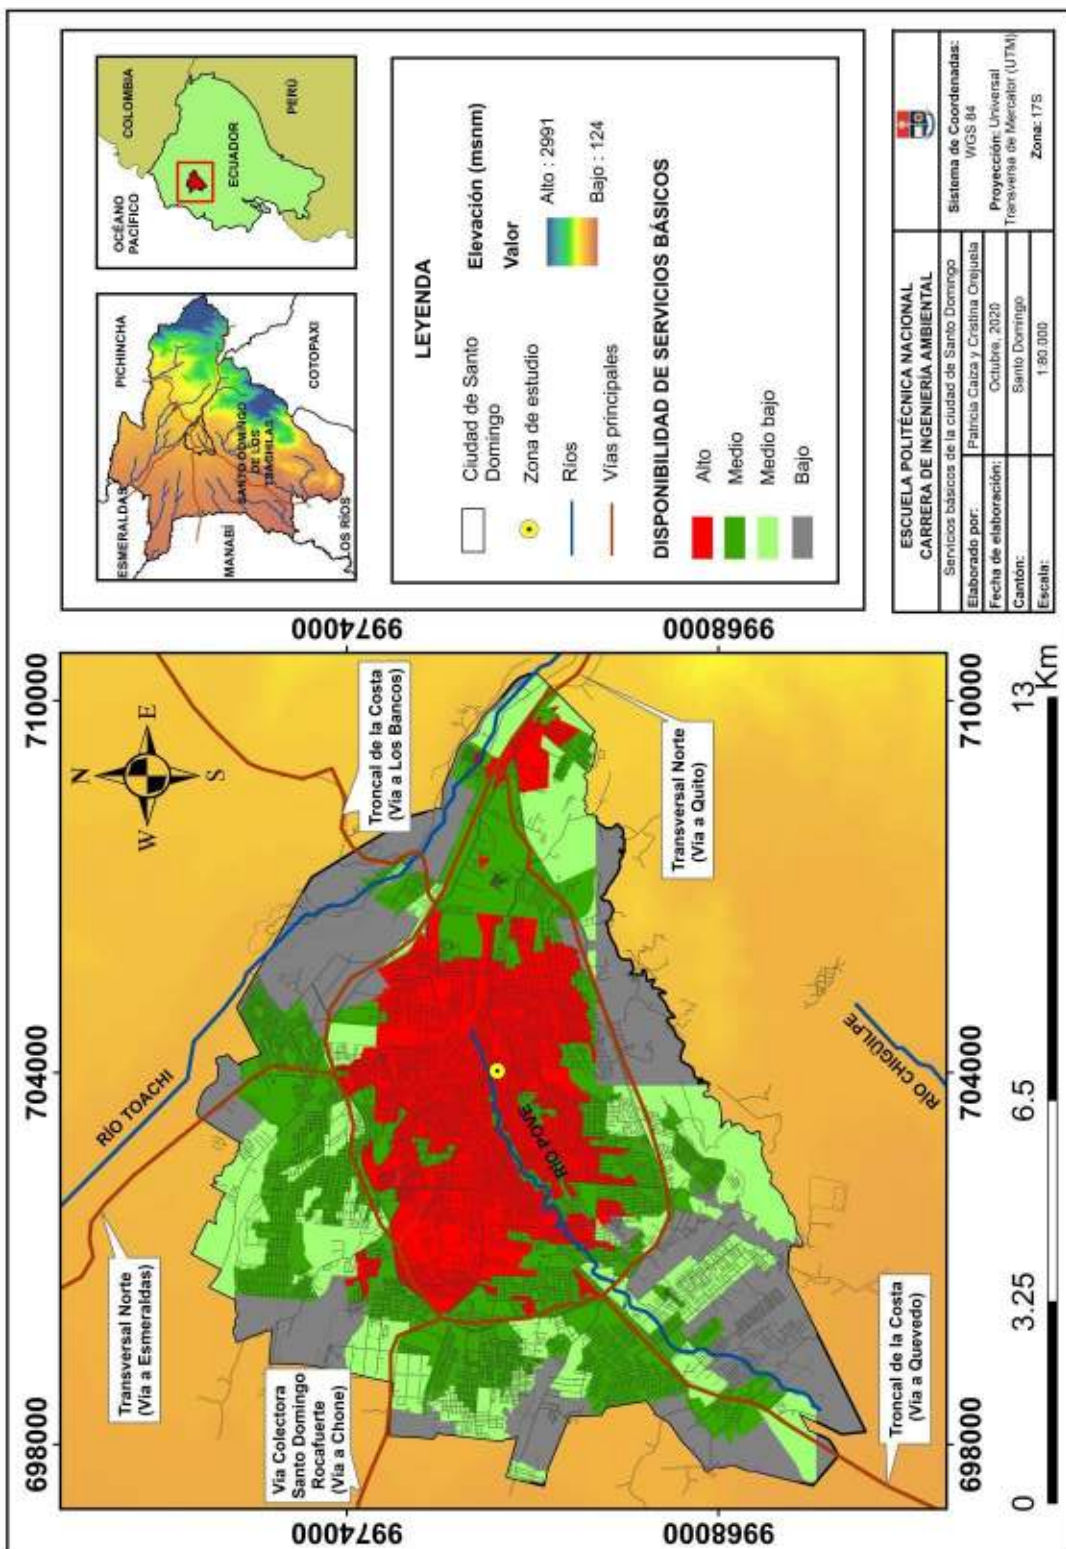 710000
704000
698000
9974000
9968000
9974000
9968000
710000
704000
698000
N
W
E
S
RÍO TOACHI
RÍO POVE
RÍO CHIGÜILPE
Transversal Norte
(Vía a Esmeraldas)
Vía Colectora
Santo Domingo
Rocafuerte
(Vía a Chone)
Troncal de la Costa
(Vía a Los Bancos)
Transversal Norte
(Vía a Quito)
Troncal de la Costa
(Vía a Quevedo)
0
3.25
6.5
13
Km
ESMERALDAS
PICHINCHA
SANTO DOMINGO
DE LOS
TSÁCHILAS
MANABÍ
COTOPAXI
LOS RÍOS
OCÉANO
PACÍFICO
COLOMBIA
ECUADOR
PERÚ
LEYENDA
Ciudad de Santo
Domingo
Zona de estudio
Ríos
Vías principales
Elevación (msnm)
Valor
Alto : 2991
Bajo : 124
DISPONIBILIDAD DE SERVICIOS BÁSICOS
Alto
Medio
Medio bajo
Bajo
ESCUELA POLITÉCNICA NACIONAL
CARRERA DE INGENIERÍA AMBIENTAL
Servicios básicos de la ciudad de Santo Domingo
Elaborado por: Patricia Caiza y Cristina Orejuela
Fecha de elaboración: Octubre, 2020
Cantón: Santo Domingo
Escala: 1:80.000
Sistema de Coordenadas:
WGS 84
Proyección: Universal
Transversa de Mercator (UTM)
Zona: 17S